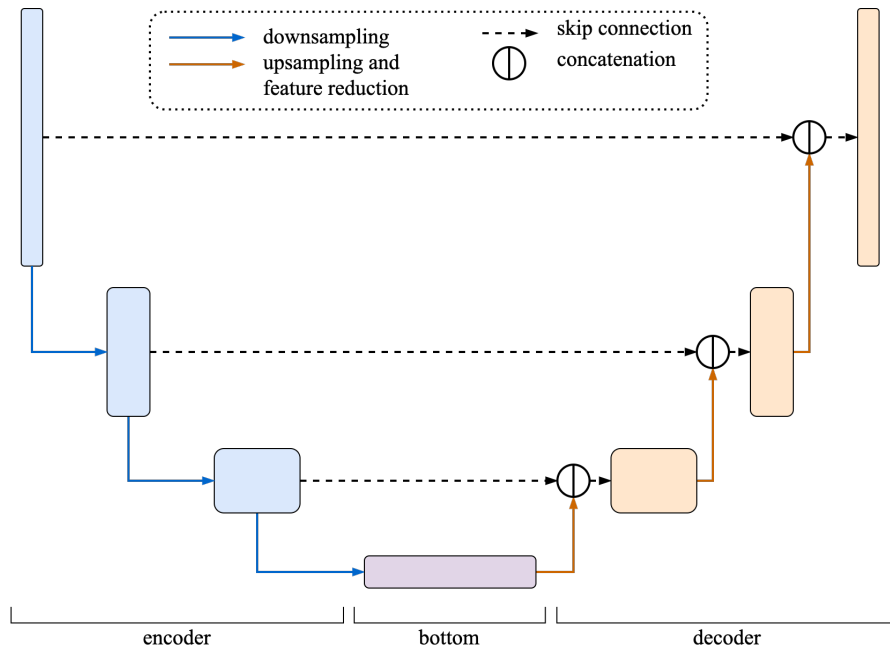 downsampling
upsampling and
feature reduction
skip connection
concatenation
encoder
bottom
decoder